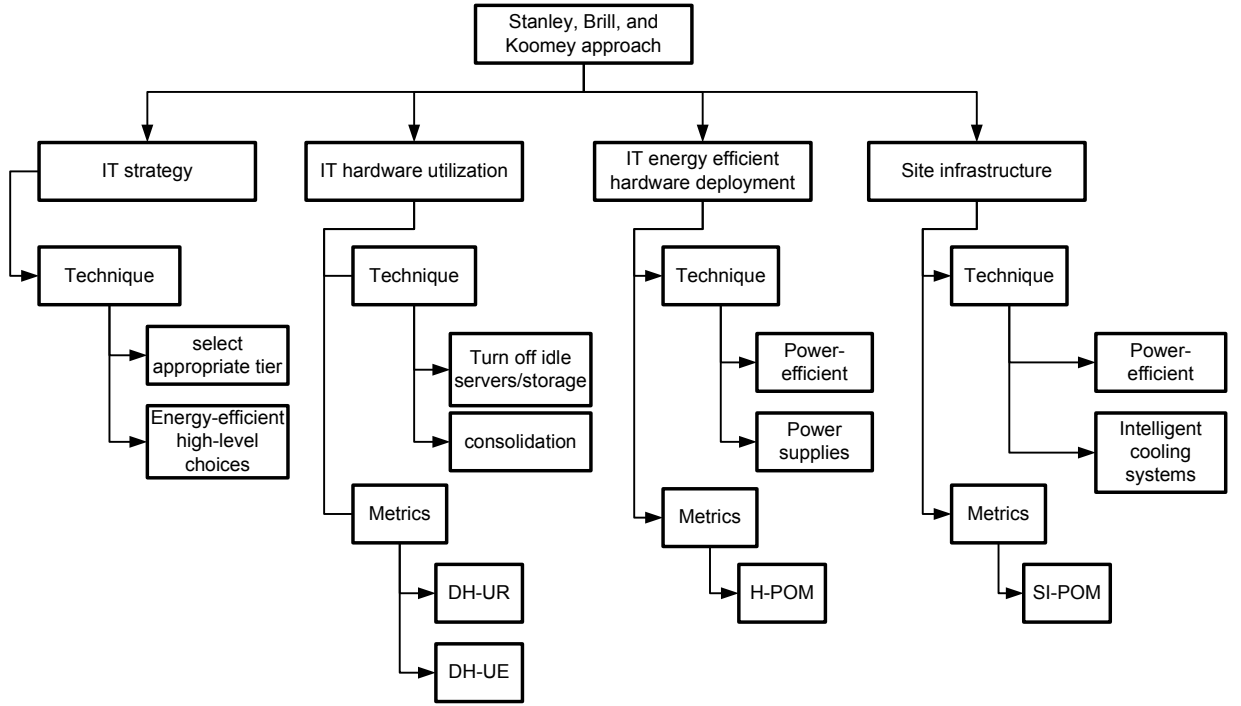 Stanley, Brill, and
Koomey approach
IT strategy
IT hardware utilization
IT energy efficient
hardware deployment
Site infrastructure
Technique
Technique
Technique
Technique
select
appropriate tier
Turn off idle
servers/storage
Power-
efficient
Power-
efficient
Energy-efficient
high-level
choices
consolidation
Power
supplies
Intelligent
cooling
systems
Metrics
Metrics
Metrics
DH-UR
H-POM
SI-POM
DH-UE